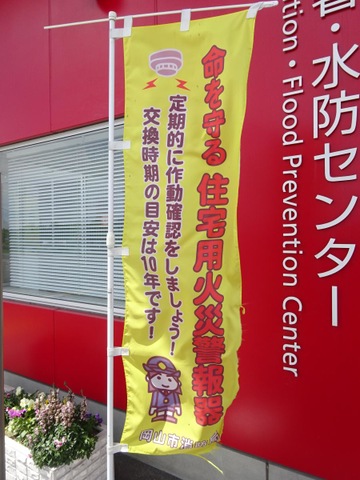 命を守る 住宅用火災警報器
定期的に作動確認をしましょう!
交換時期の目安は10年です!
岡山市消
・水防センター
tion・Flood Prevention Center